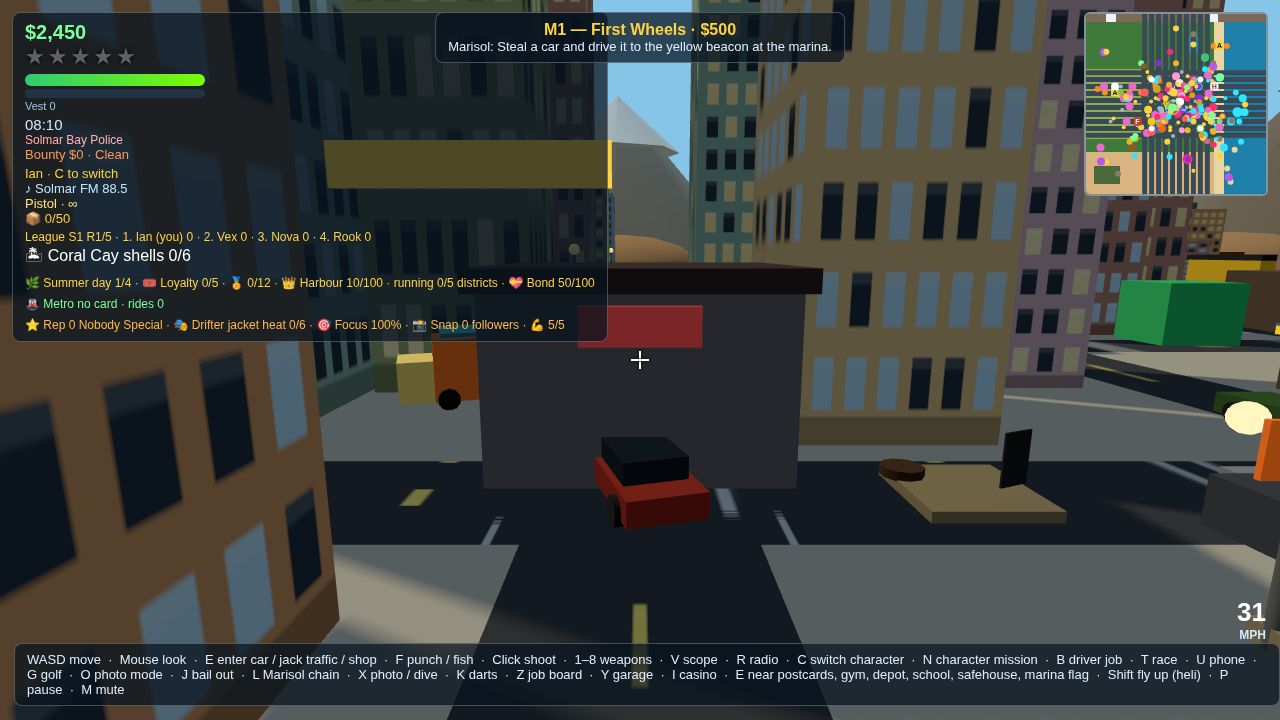 $2,450
★★★★★
Vest 0
08:10
Solmar Bay Police
Bounty $0 · Clean
Ian · C to switch
♪ Solmar FM 88.5
Pistol · ∞
📦 0/50
League S1 R1/5 · 1. Ian (you) 0 · 2. Vex 0 · 3. Nova 0 · 4. Rook 0
🏝 Coral Cay shells 0/6
🌿 Summer day 1/4 · 🎟 Loyalty 0/5 · 🏅 0/12 · 👑 Harbour 10/100 · running 0/5 districts · 💝 Bond 50/100
🚇 Metro no card · rides 0
⭐ Rep 0 Nobody Special · 🎭 Drifter jacket heat 0/6 · 🎯 Focus 100% · 📸 Snap 0 followers · 💪 5/5
M1 — First Wheels · $500
Marisol: Steal a car and drive it to the yellow beacon at the marina.
A
H
A
F
31
MPH
WASD move · Mouse look · E enter car / jack traffic / shop · F punch / fish · Click shoot · 1–8 weapons · V scope · R radio · C switch character · N character mission · B driver job · T race · U phone ·
G golf · O photo mode · J bail out · L Marisol chain · X photo / dive · K darts · Z job board · Y garage · I casino · E near postcards, gym, depot, school, safehouse, marina flag · Shift fly up (heli) · P
pause · M mute